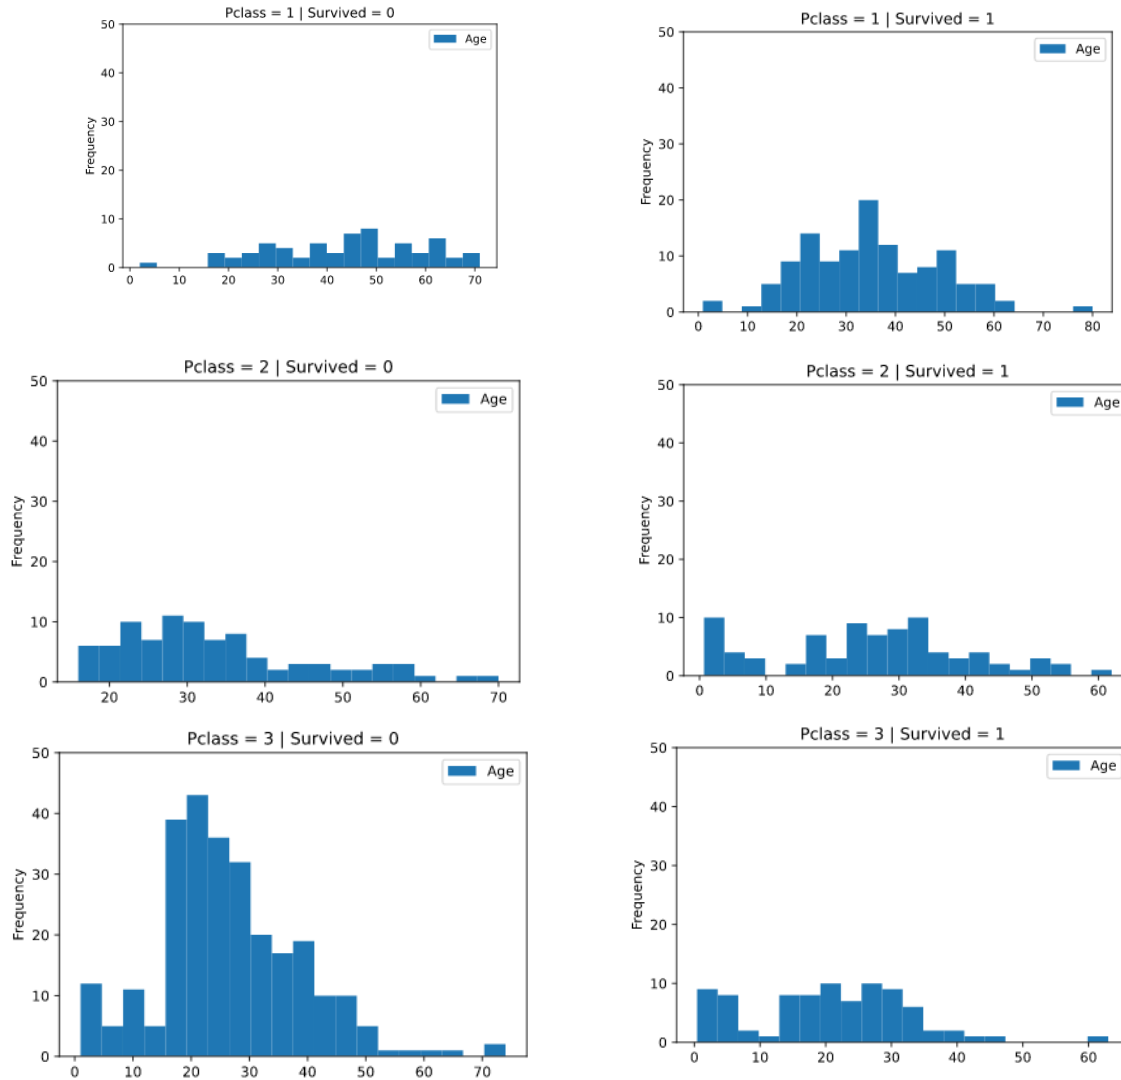 Pclass = 1 | Survived = 0
Age
Frequency
50
40
30
20
10
0
0 10 20 30 40 50 60 70
Pclass = 1 | Survived = 1
Age
Frequency
50
40
30
20
10
0
0 10 20 30 40 50 60 70 80
Pclass = 2 | Survived = 0
Age
Frequency
50
40
30
20
10
0
20 30 40 50 60 70
Pclass = 2 | Survived = 1
Age
Frequency
50
40
30
20
10
0
0 10 20 30 40 50 60
Pclass = 3 | Survived = 0
Age
Frequency
50
40
30
20
10
0
0 10 20 30 40 50 60 70
Pclass = 3 | Survived = 1
Age
Frequency
50
40
30
20
10
0
0 10 20 30 40 50 60